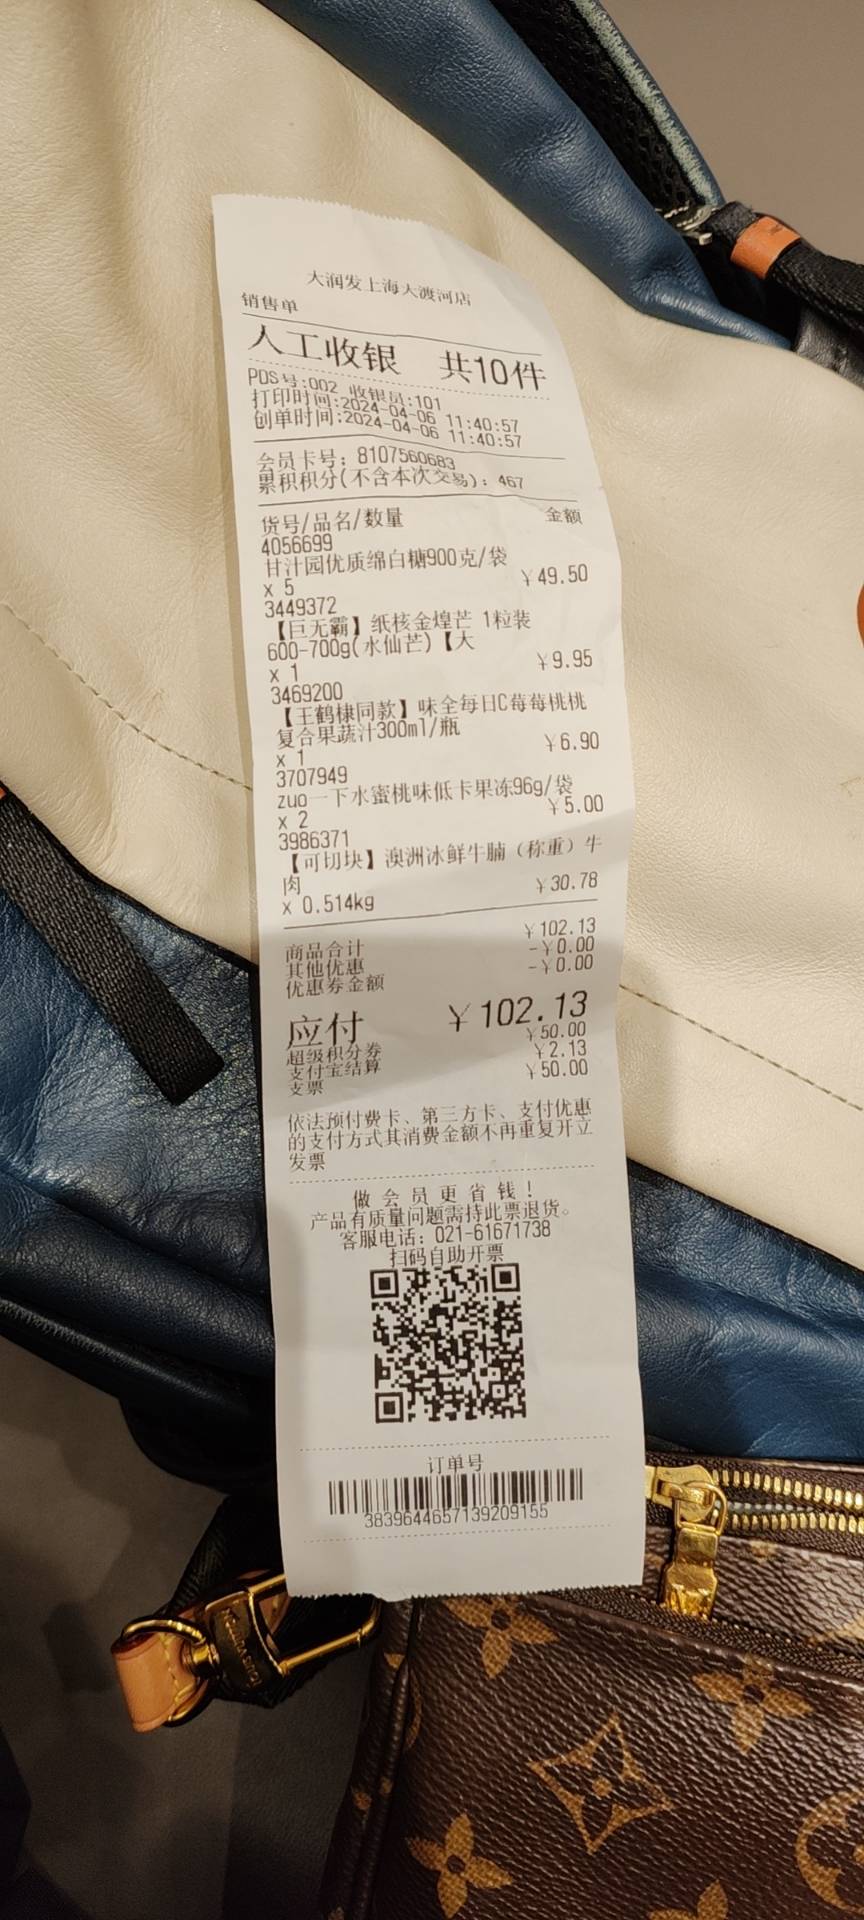 大润发上海大渡河店
销售单
人工收银 共10件
POS号:002 收银员:101
打印时间:2024-04-06 11:40:57
创单时间:2024-04-06 11:40:57
会员卡号: 8107560683
累积积分(不含本次交易): 467
货号/品名/数量 金额
4056699
甘汁园优质绵白糖900克/袋
x 5 ￥49.50
3449372
【巨无霸】纸核金煌芒 1粒装
600-700g(水仙芒)【大
x 1 ￥9.95
3469200
【王鹤棣同款】味全每日C莓莓桃桃
复合果蔬汁300ml/瓶
x 1 ￥6.90
3707949
zuo一下水蜜桃味低卡果冻96g/袋
x 2 ￥5.00
3986371
【可切块】澳洲冰鲜牛腩（称重）牛
肉
x 0.514kg ￥30.78
商品合计 ￥102.13
其他优惠 -￥0.00
优惠券金额 -￥0.00
应付 ￥102.13
超级积分券 ￥50.00
支付宝结算 ￥2.13
支票 ￥50.00
依法预付费卡、第三方卡、支付优惠
的支付方式其消费金额不再重复开立
发票
做会员更省钱!
产品有质量问题需持此票退货。
客服电话: 021-61671738
扫码自助开票
订单号
3839644657139209155